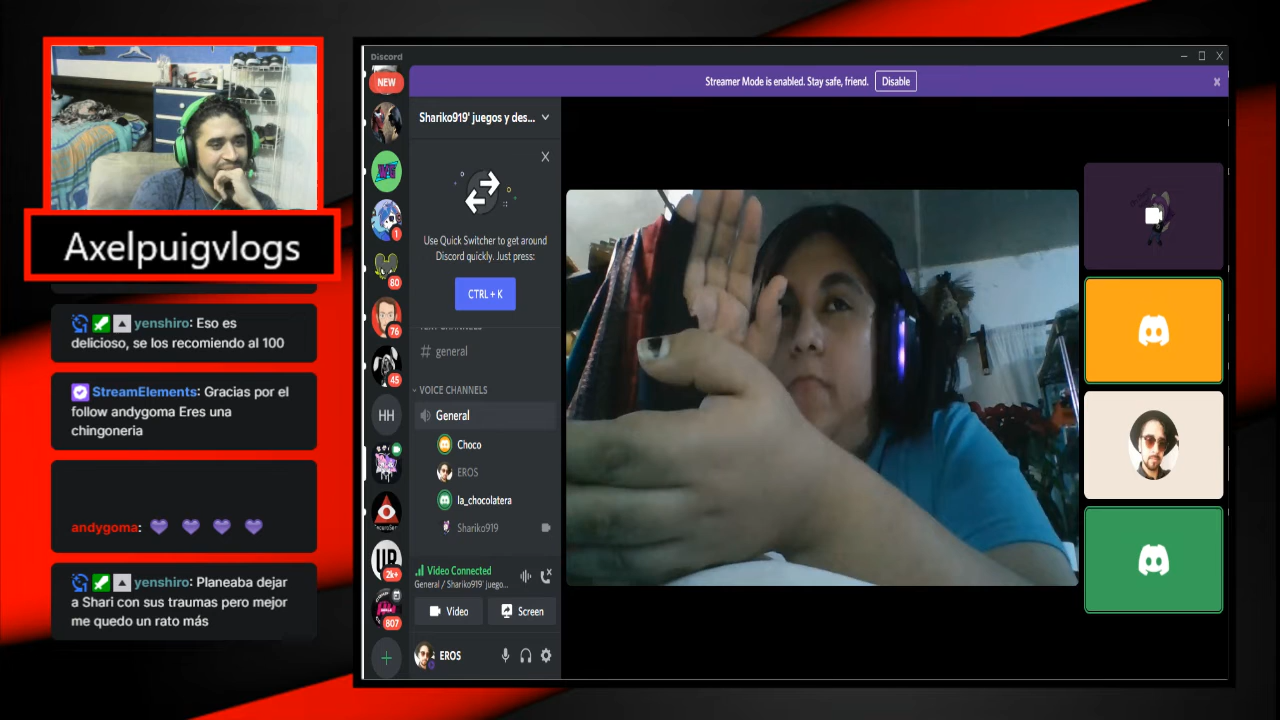 Axelpuigvlogs
yenshiro: Eso es
delicioso, se los recomiendo al 100
StreamElements: Gracias por el
follow andygoma Eres una
chingoneria
andygoma:
yenshiro: Planeaba dejar
a Shari con sus traumas pero mejor
me quedo un rato más
Discord
NEW
1
80
76
45
HH
2k+
807
Streamer Mode is enabled. Stay safe, friend.
Disable
Shariko919' juegos y des...
Use Quick Switcher to get around
Discord quickly. Just press:
CTRL + K
TEXT CHANNELS
# general
VOICE CHANNELS
General
Choco
EROS
la_chocolatera
Shariko919
Video Connected
General / Shariko919' juego...
Video
Screen
EROS